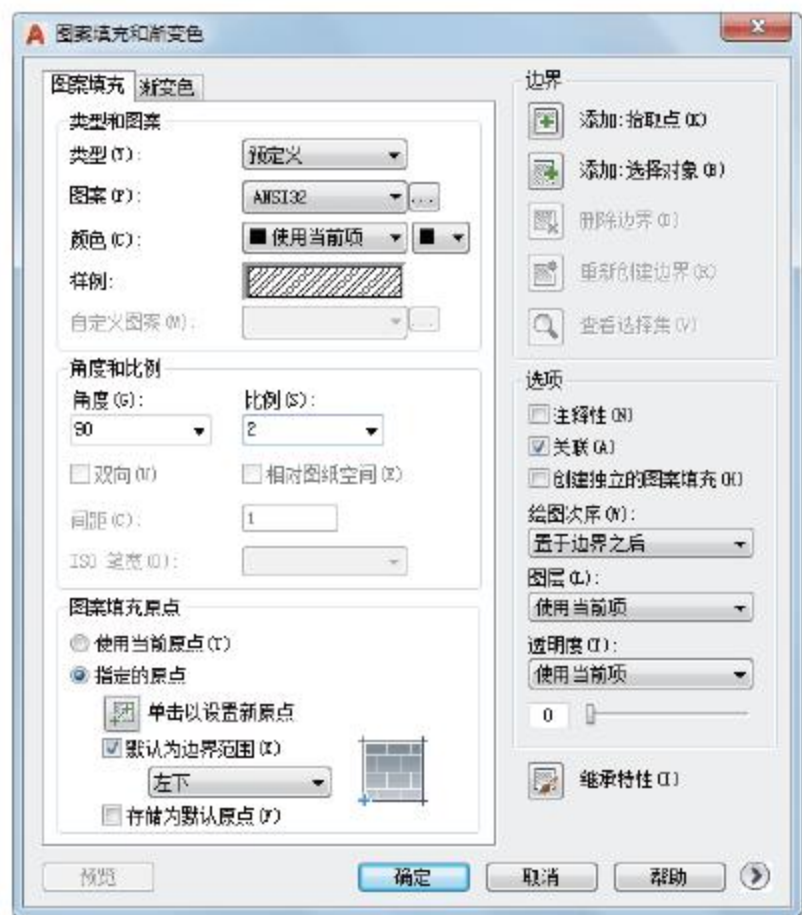 图案填充和渐变色
图案填充
渐变色
类型和图案
类型(Y):
预定义
图案(P):
ANSI32
...
颜色(C):
使用当前项
样例:
自定义图案(M):
...
角度和比例
角度(G):
90
比例(S):
2
双向(U)
相对图纸空间(E)
间距(C):
1
ISO 笔宽(O):
图案填充原点
使用当前原点(T)
指定的原点
单击以设置新原点
默认为边界范围(X)
左下
存储为默认原点(F)
边界
添加:拾取点(K)
添加:选择对象(B)
删除边界(D)
重新创建边界(R)
查看选择集(V)
选项
注释性(N)
关联(A)
创建独立的图案填充(H)
绘图次序(W):
置于边界之后
图层(L):
使用当前项
透明度(T):
使用当前项
0
继承特性(I)
预览
确定
取消
帮助